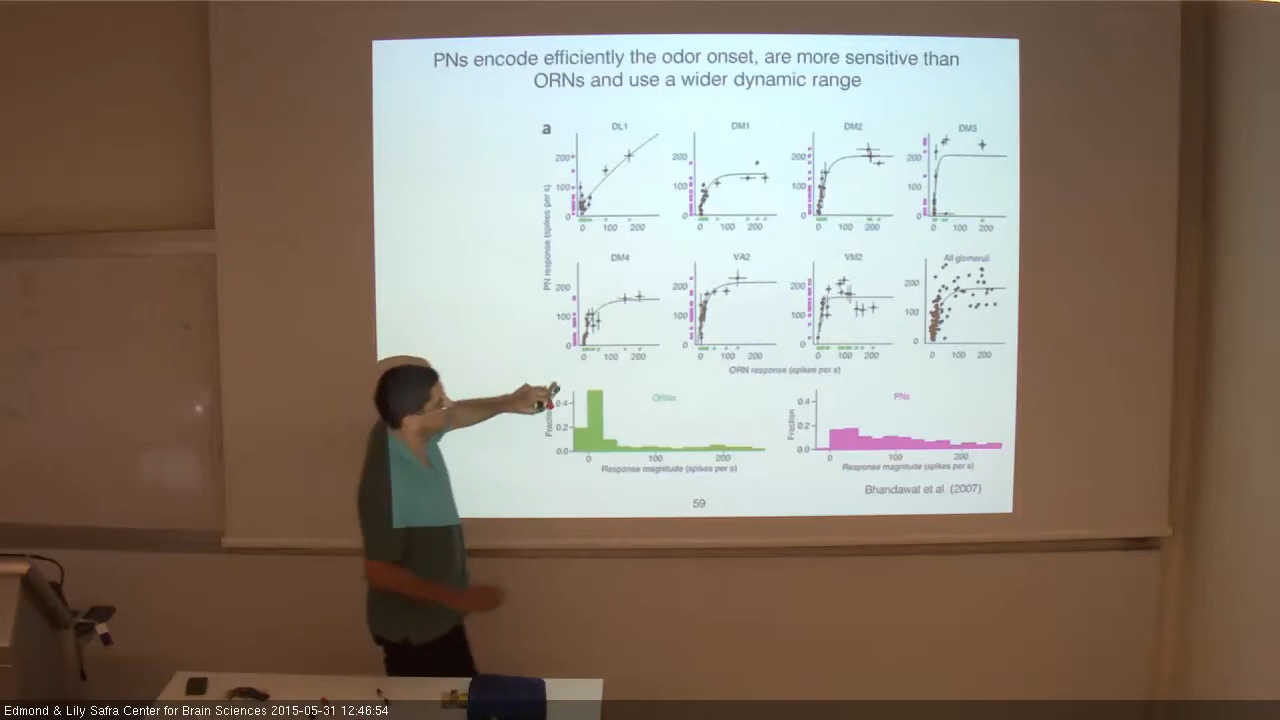 PNs encode efficiently the odor onset, are more sensitive than
ORNs and use a wider dynamic range
a
DL1
DM1
DM2
DM3
200
100
0
0 100 200
200
100
0
0 100 200
200
100
0
0 100 200
200
100
0
0 100 200
PN response (spikes per s)
DM4
VA2
VM2
All glomeruli
200
100
0
0 100 200
200
100
0
0 100 200
200
100
0
0 100 200
200
100
0
0 100 200
ORN response (spikes per s)
ORNs
PNs
0.4
0.2
0.0
0 100 200
Response magnitude (spikes per s)
Fraction
0.4
0.2
0.0
0 100 200
Response magnitude (spikes per s)
Bhandawat et al. (2007)
59
Edmond & Lily Safra Center for Brain Sciences 2015-05-31 12:46:54